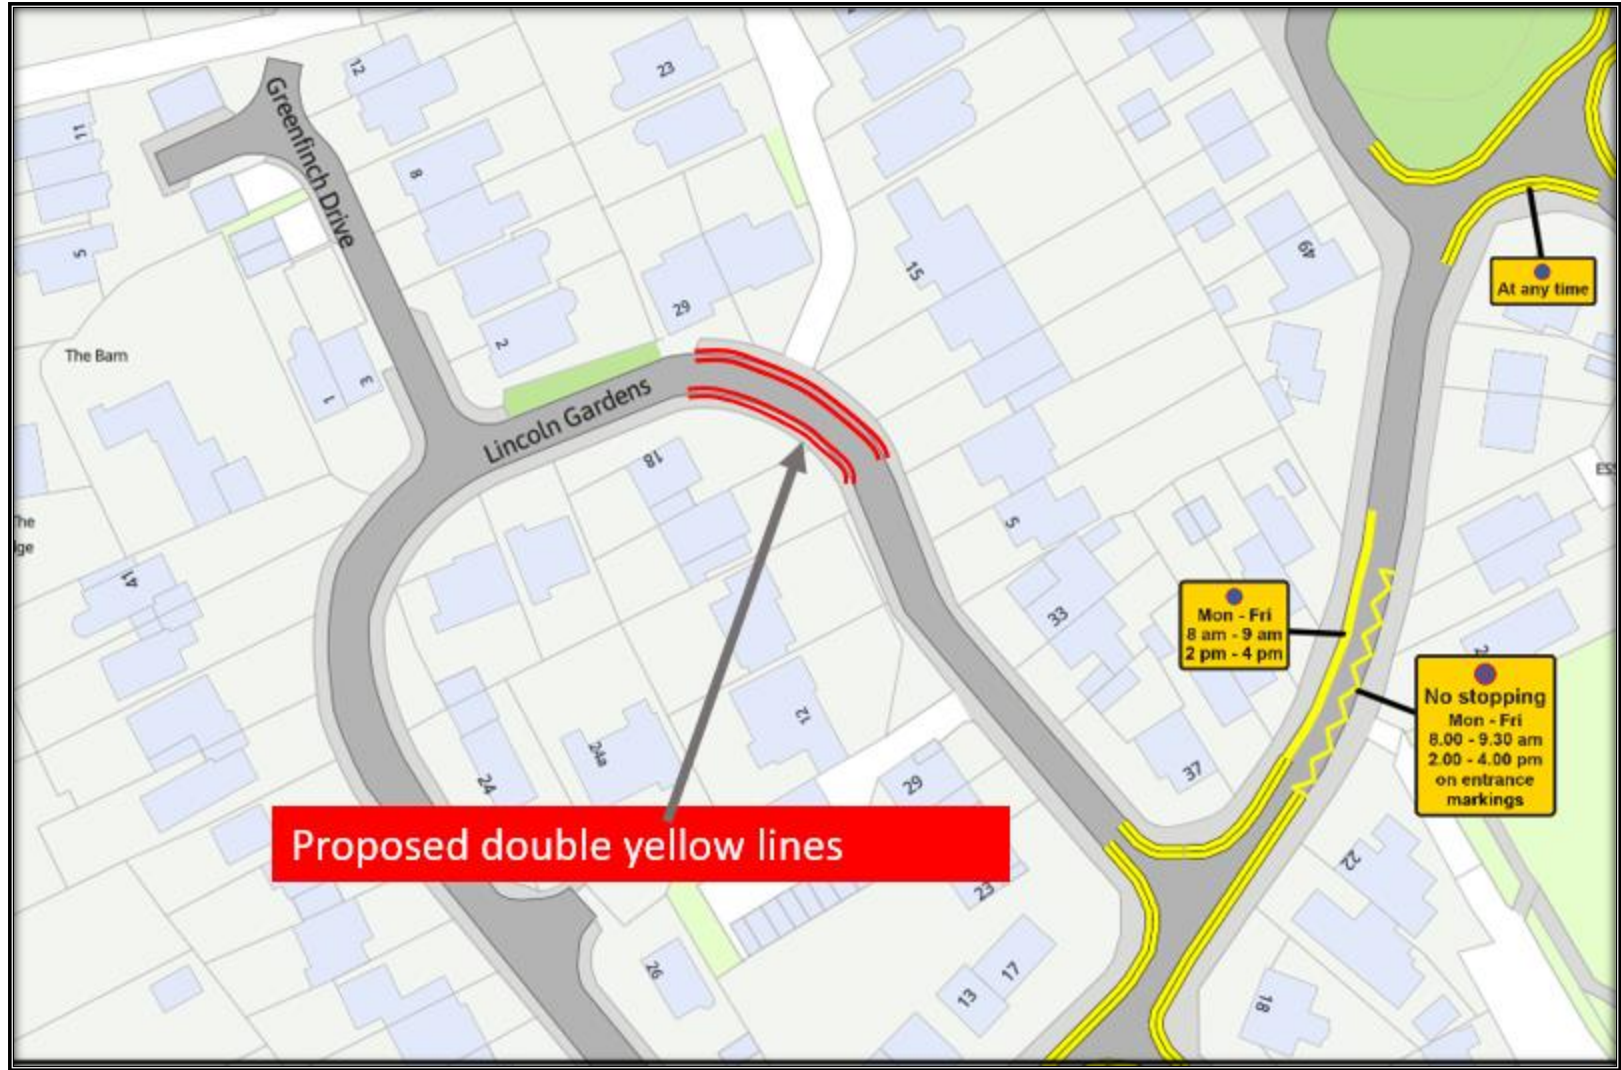 12
23
Greenfinch Drive
11
8
5
49
15
At any time
29
2
The Barn
3
1
Lincoln Gardens
18
5
41
Mon - Fri
8 am - 9 am
2 pm - 4 pm
33
No stopping
Mon - Fri
8.00 - 9.30 am
2.00 - 4.00 pm
on entrance
markings
12
24a
24
29
37
Proposed double yellow lines
22
23
26
17
13
18